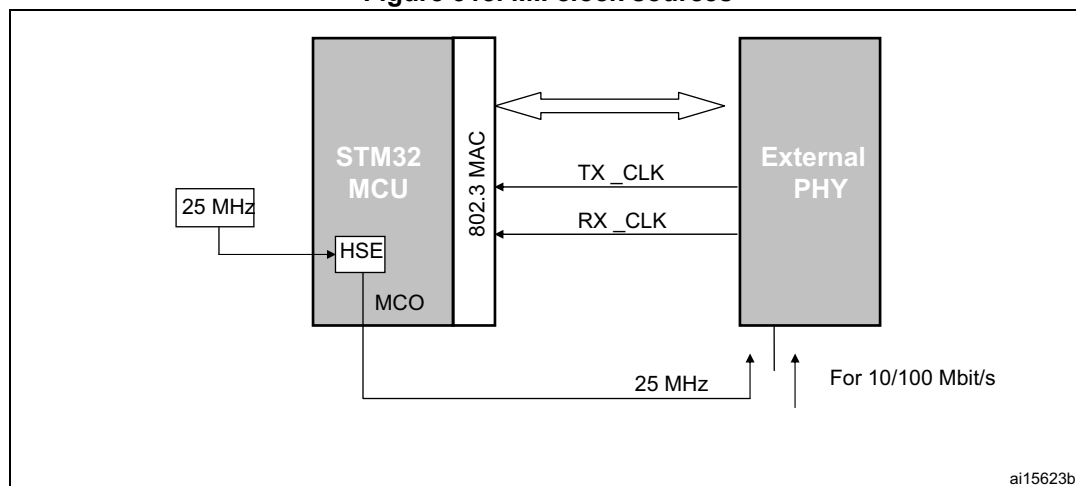 STM32
MCU
802.3 MAC
External
PHY
TX _CLK
RX _CLK
25 MHz
HSE
MCO
25 MHz
For 10/100 Mbit/s
ai15623b